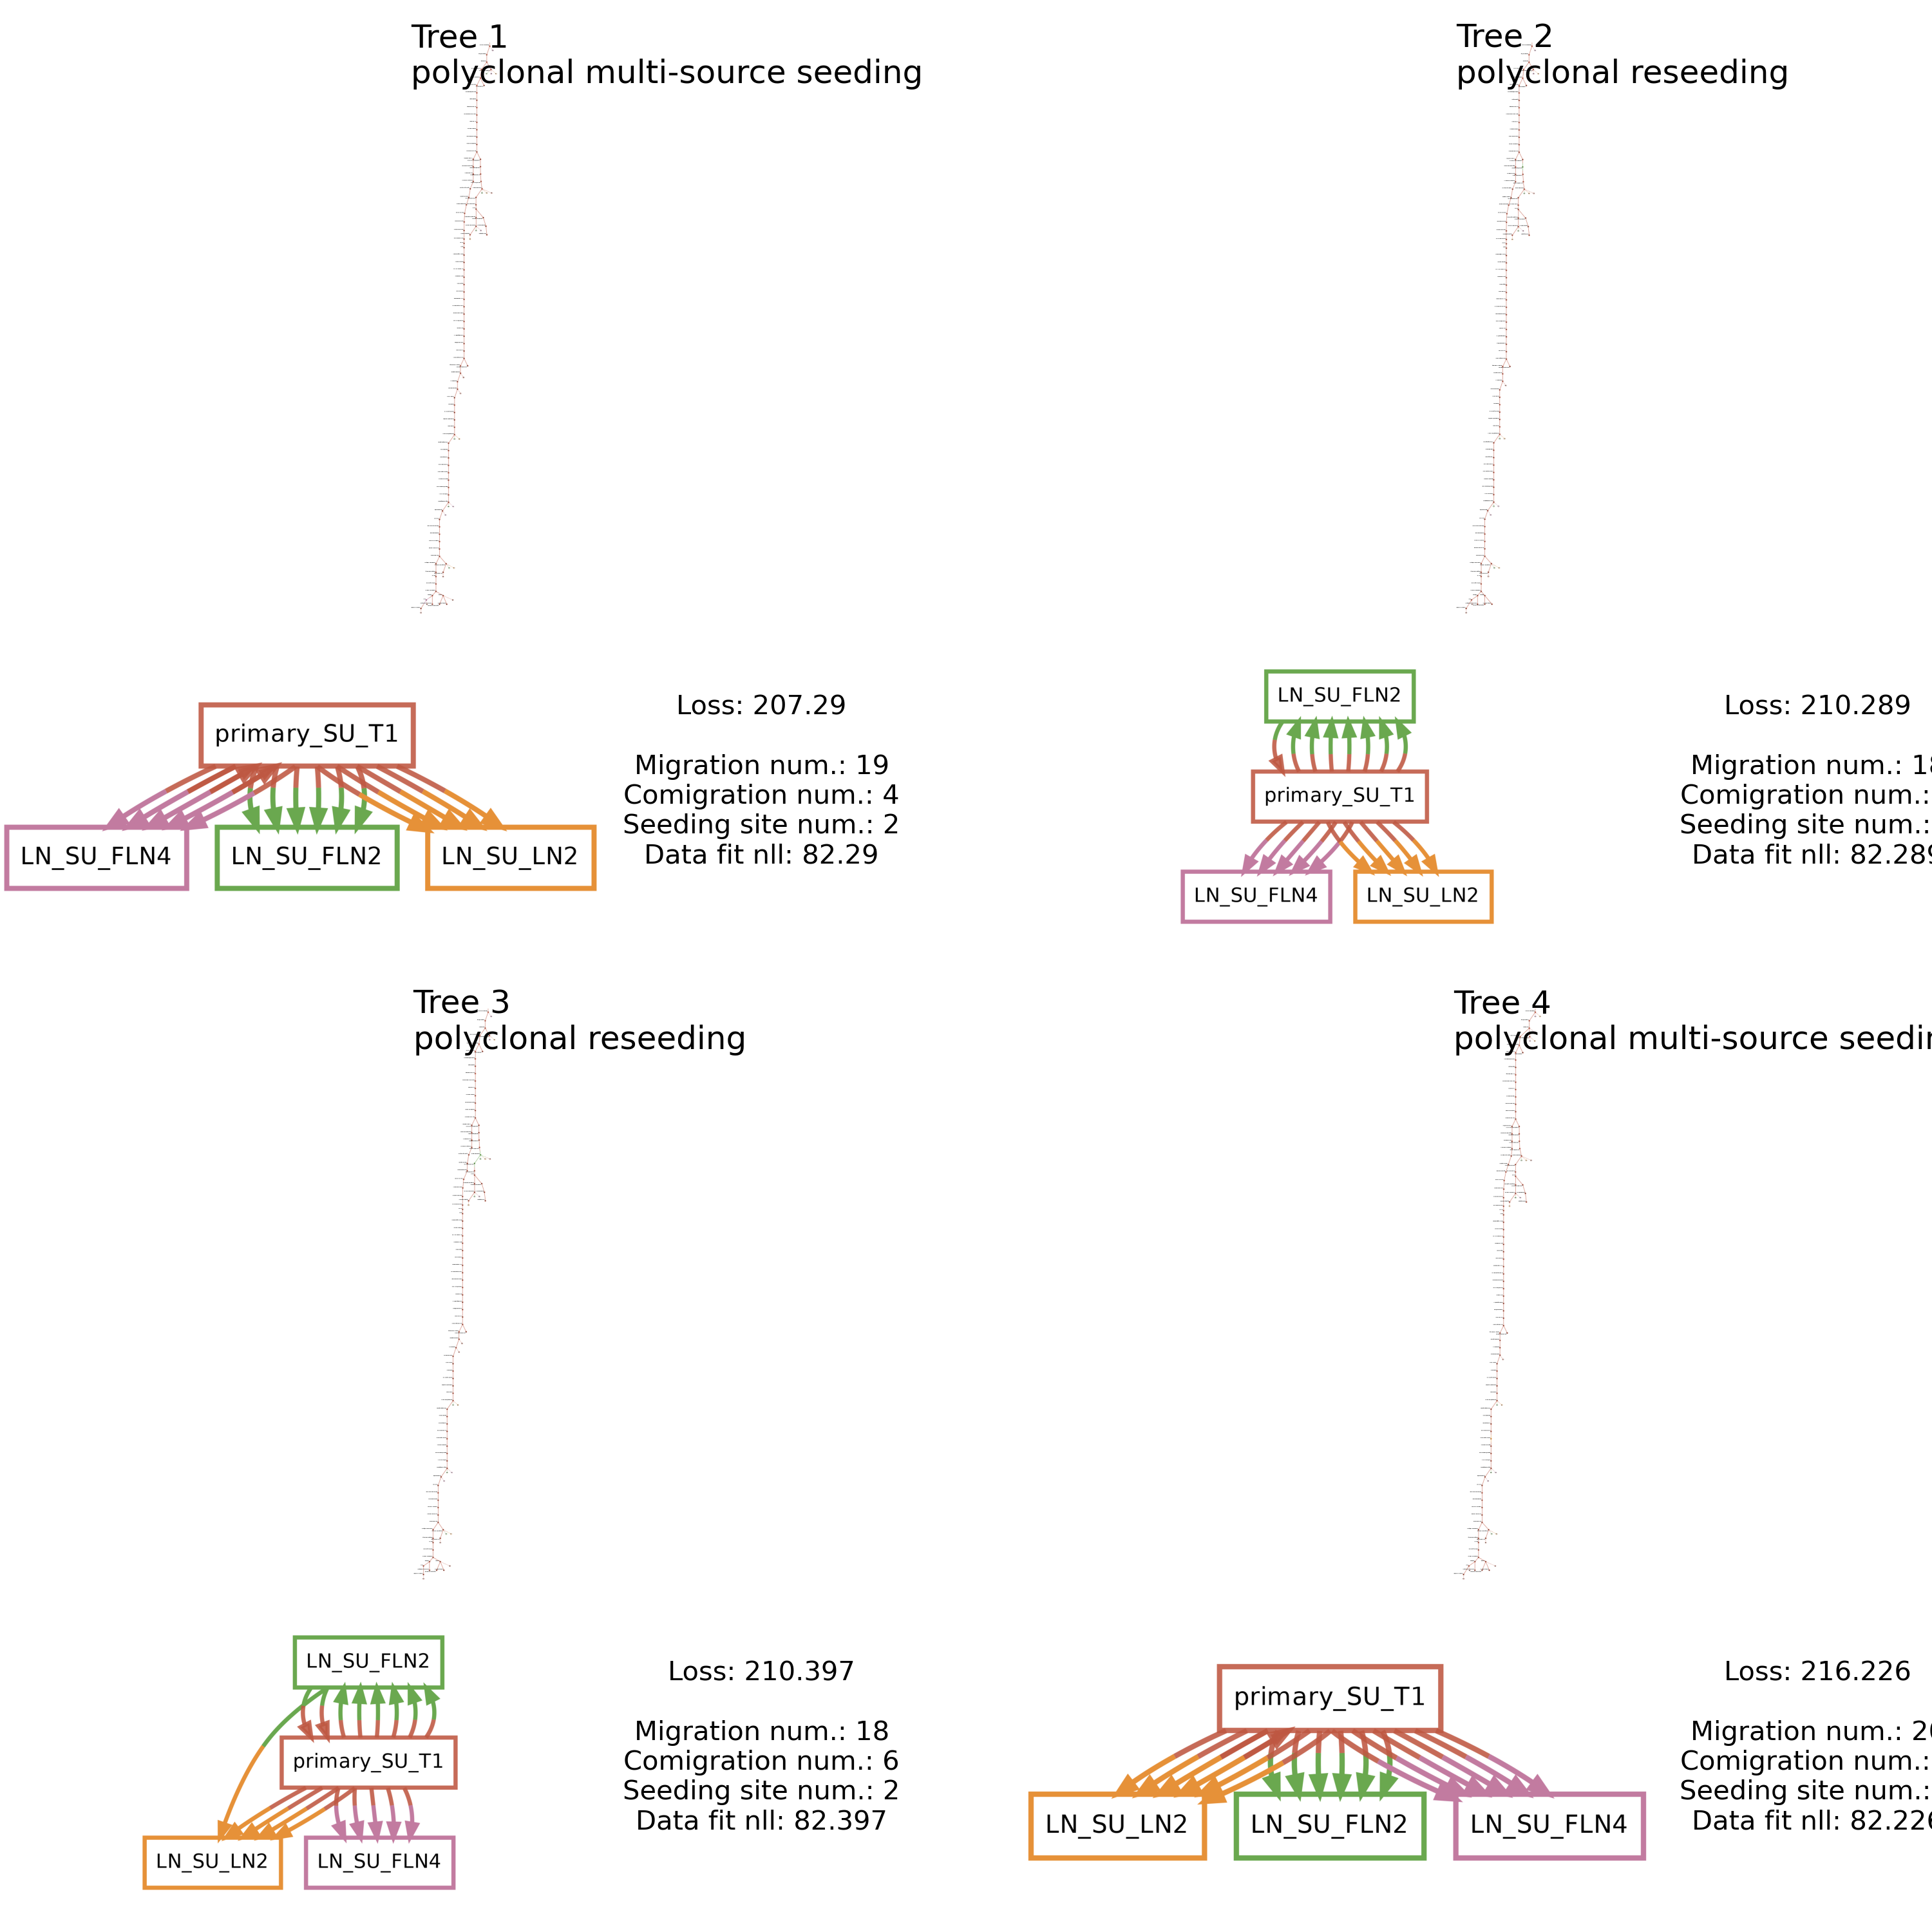 Tree 1
polyclonal multi-source seeding
primary_SU_T1
LN_SU_FLN4
LN_SU_FLN2
LN_SU_LN2
Loss: 207.29
Migration num.: 19
Comigration num.: 4
Seeding site num.: 2
Data fit nll: 82.29
Tree 2
polyclonal reseeding
LN_SU_FLN2
primary_SU_T1
LN_SU_FLN4
LN_SU_LN2
Loss: 210.289
Migration num.: 18
Comigration num.:
Seeding site num.:
Data fit nll: 82.289
Tree 3
polyclonal reseeding
LN_SU_FLN2
primary_SU_T1
LN_SU_LN2
LN_SU_FLN4
Loss: 210.397
Migration num.: 18
Comigration num.: 6
Seeding site num.: 2
Data fit nll: 82.397
Tree 4
polyclonal multi-source
primary_SU_T1
LN_SU_LN2
LN_SU_FLN2
LN_SU_FLN4
Loss: 216.226
Migration num.: 20
Comigration num.:
Seeding site num.:
Data fit nll: 82.226